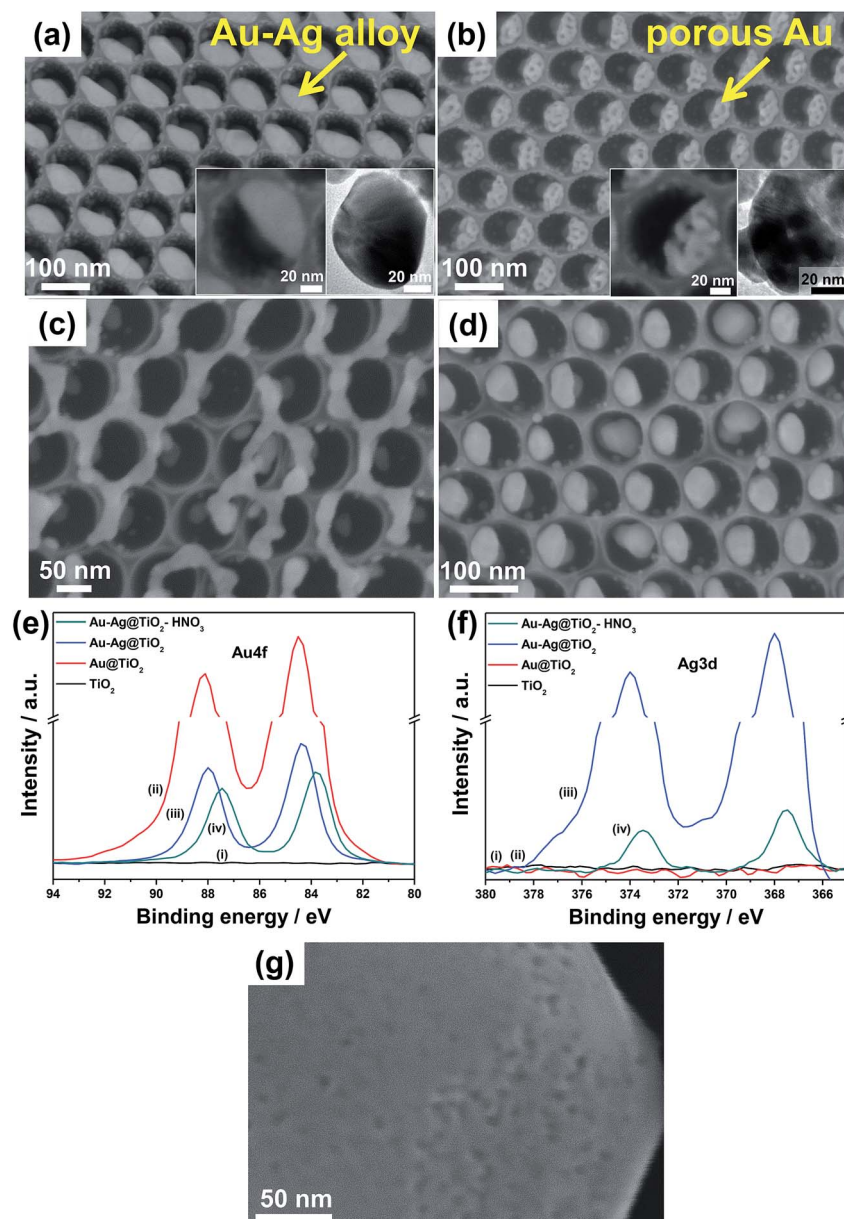 (a)
Au-Ag alloy
100 nm
20 nm
20 nm
(b)
porous Au
100 nm
20 nm
20 nm
(c)
50 nm
(d)
100 nm
(e)
Au-Ag@TiO₂- HNO₃
Au-Ag@TiO₂
Au@TiO₂
TiO₂
Au4f
(ii)
(iii)
(iv)
(i)
Intensity / a.u.
94 92 90 88 86 84 82 80
Binding energy / eV
(f)
Au-Ag@TiO₂- HNO₃
Au-Ag@TiO₂
Au@TiO₂
TiO₂
Ag3d
(iii)
(iv)
(i) (ii)
Intensity / a.u.
380 378 376 374 372 370 368 366
Binding energy / eV
(g)
50 nm